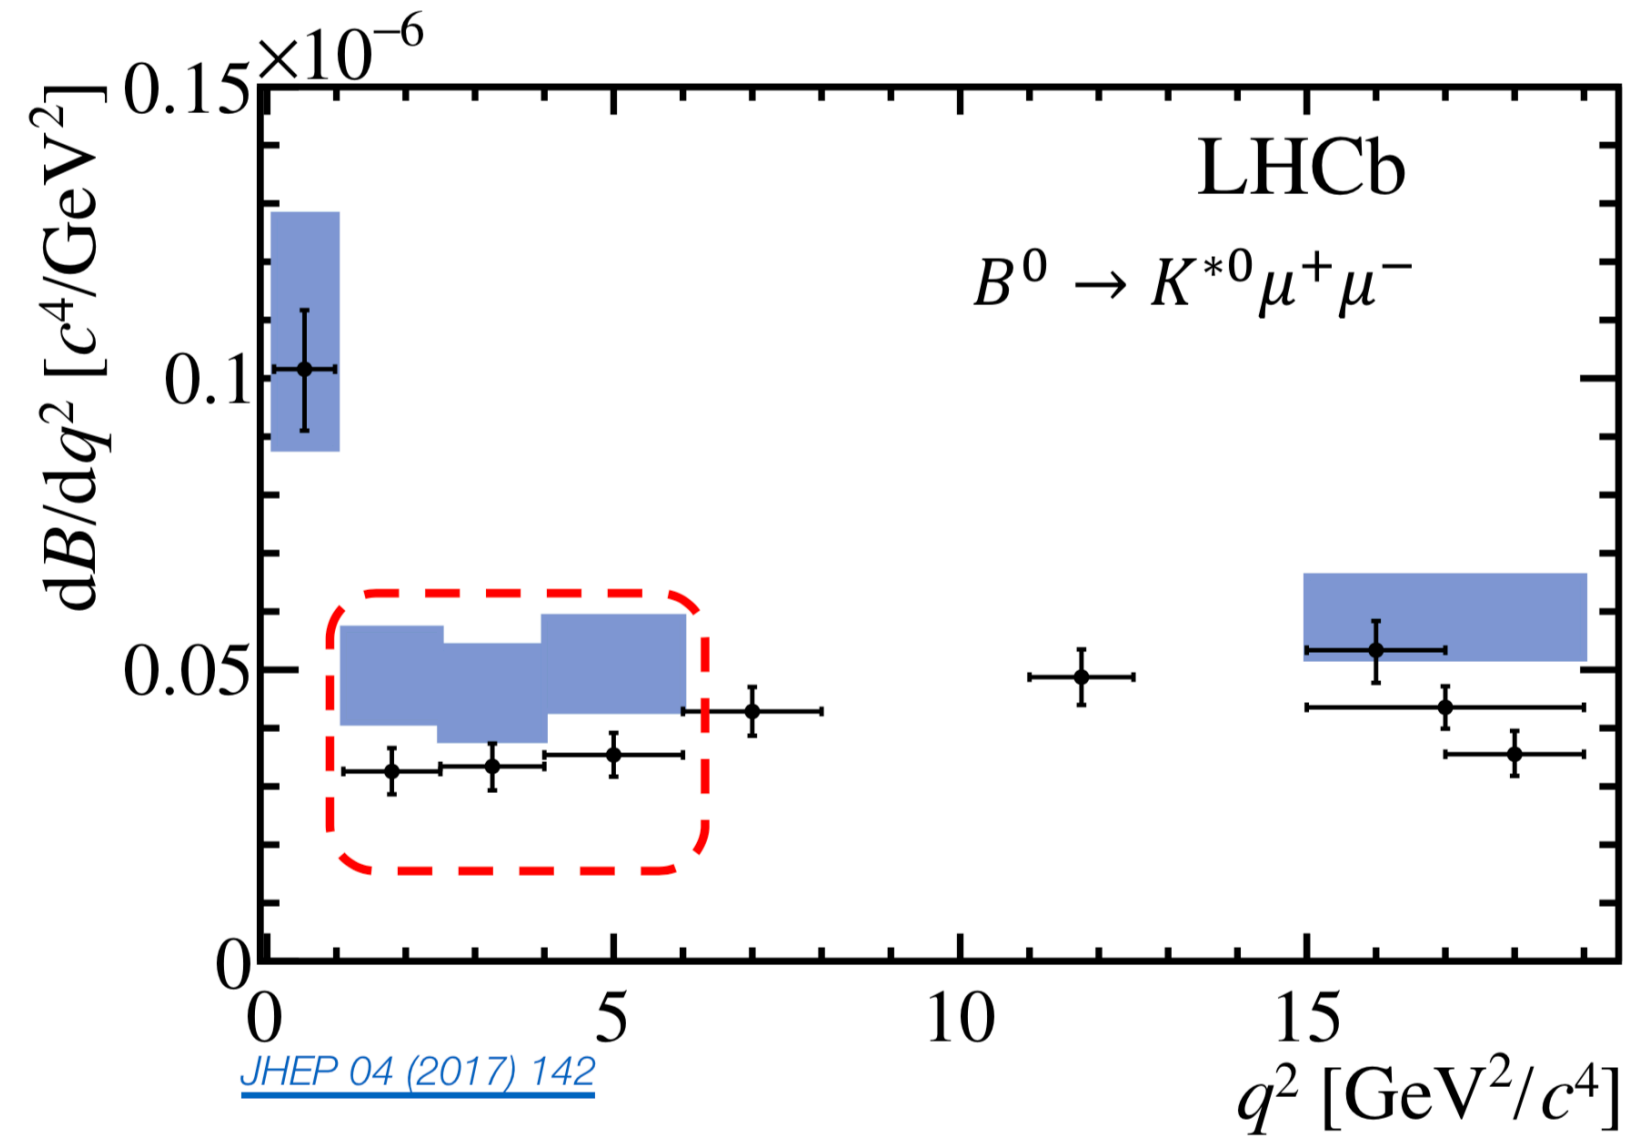 ×10⁻⁶
0.15
0.1
0.05
0
dB/dq² [c⁴/GeV²]
LHCb
B⁰ → K*⁰μ⁺μ⁻
0 5 10 15
JHEP 04 (2017) 142
q² [GeV²/c⁴]